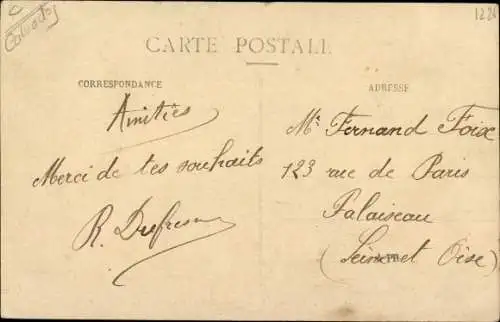 Calvados
1224
CARTE POSTALE
CORRESPONDANCE
ADRESSE
Amitiés
Merci de tes souhaits
R. Dufresne
Mr Fernand Foix
123 rue de Paris
Palaiseau
(Seine et Oise)